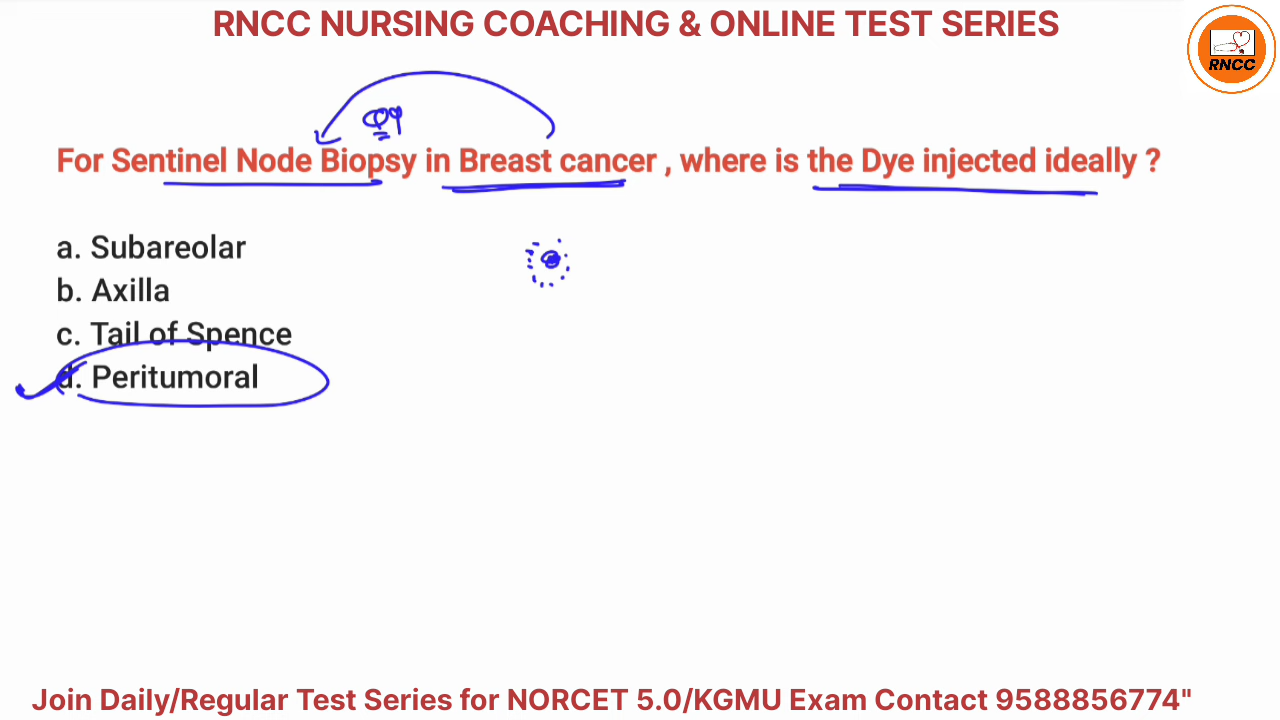 RNCC NURSING COACHING & ONLINE TEST SERIES
RNCC
For Sentinel Node Biopsy in Breast cancer , where is the Dye injected ideally ?
a. Subareolar
b. Axilla
c. Tail of Spence
d. Peritumoral
Join Daily/Regular Test Series for NORCET 5.0/KGMU Exam Contact 9588856774"